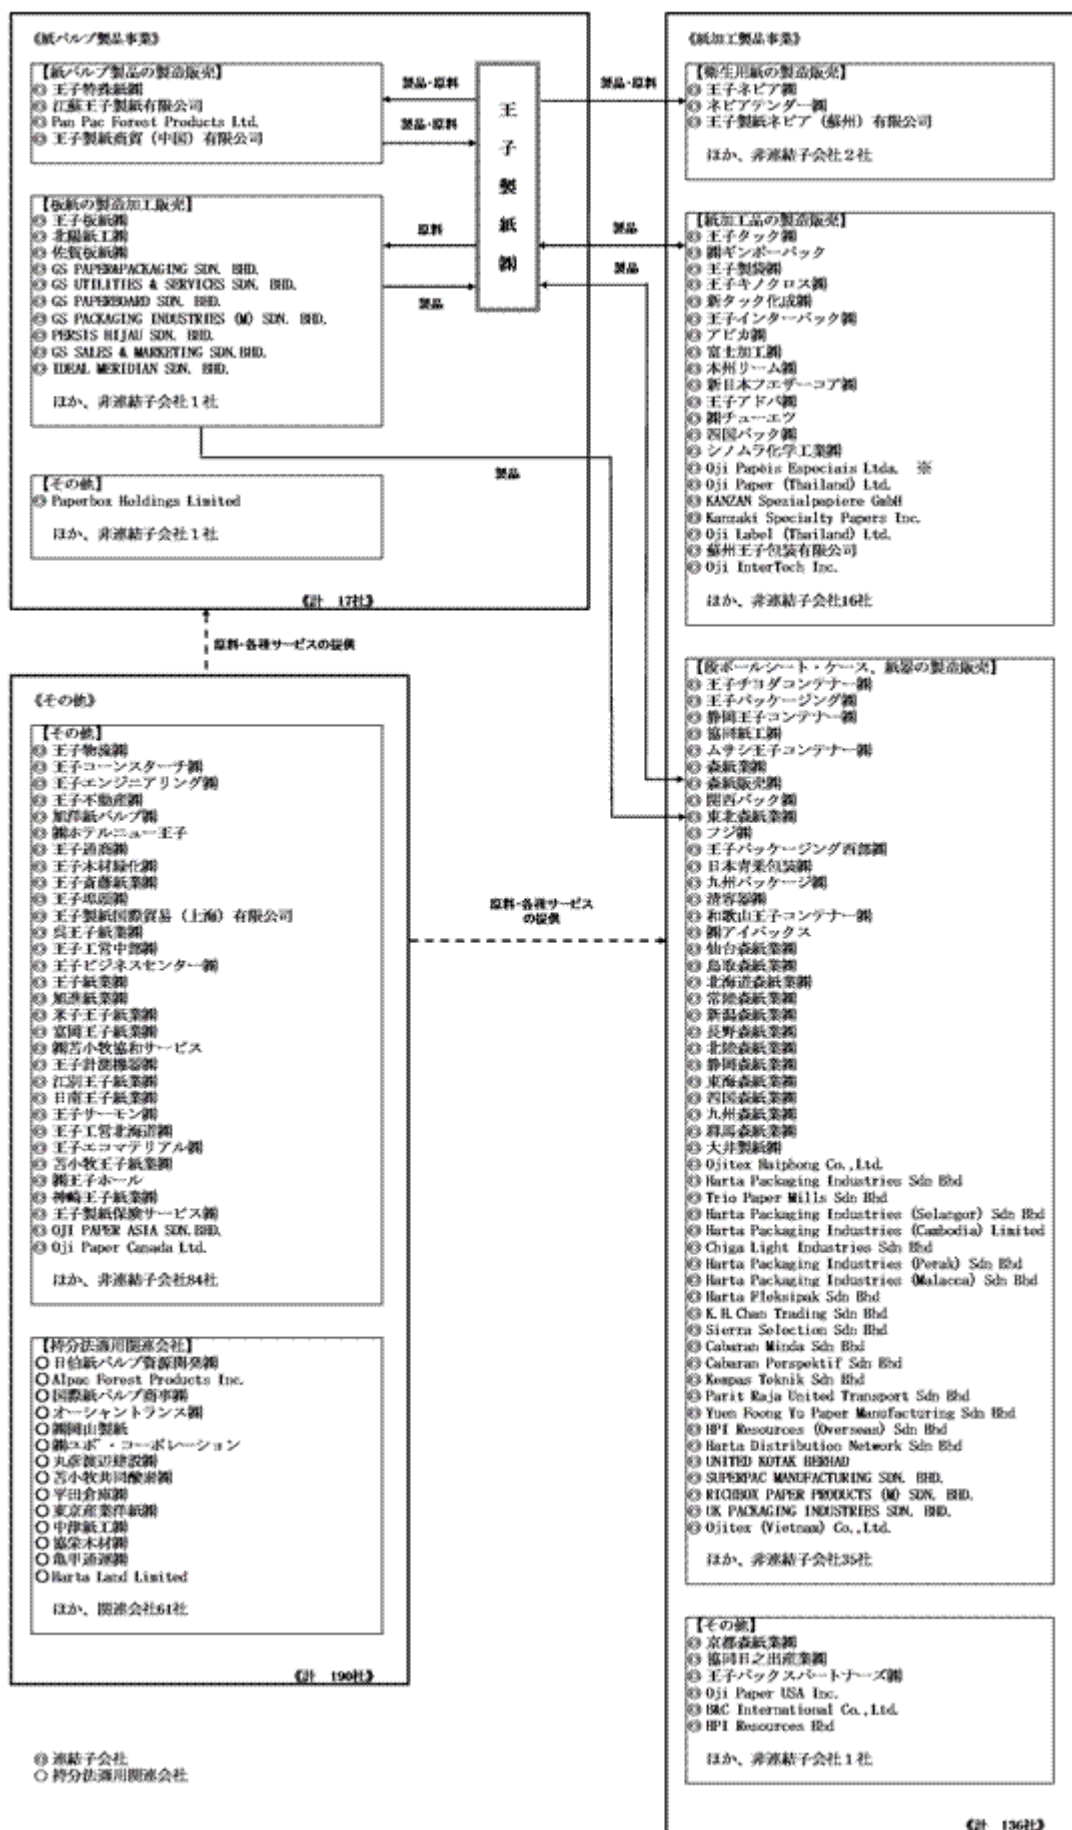 《紙パルプ製品事業》
【紙パルプ製品の製造販売】
◎ 王子特殊紙㈱
◎ 江蘇王子製紙有限公司
◎ Pan Pac Forest Products Ltd.
◎ 王子製紙商貿（中国）有限公司
製品・原料
製品・原料
王子製紙㈱
【板紙の製造加工販売】
◎ 王子板紙㈱
◎ 北陽紙工㈱
◎ 佐賀板紙㈱
◎ GS PAPER&PACKAGING SDN. BHD.
◎ GS UTILITIES & SERVICES SDN. BHD.
◎ GS PAPERBOARD SDN. BHD.
◎ GS PACKAGING INDUSTRIES (M) SDN. BHD.
◎ PERSIS HIJAU SDN. BHD.
◎ GS SALES & MARKETING SDN.BHD.
◎ IDEAL MERIDIAN SDN. BHD.
ほか、非連結子会社１社
原料
製品
製品
【その他】
◎ Paperbox Holdings Limited
ほか、非連結子会社１社
《計　17社》
原料・各種サービスの提供
《その他》
【その他】
◎ 王子物流㈱
◎ 王子コーンスターチ㈱
◎ 王子エンジニアリング㈱
◎ 王子不動産㈱
◎ 旭洋紙パルプ㈱
◎ ㈱ホテルニュー王子
◎ 王子通商㈱
◎ 王子木材緑化㈱
◎ 王子斎藤紙業㈱
◎ 王子埠頭㈱
◎ 王子製紙国際貿易（上海）有限公司
◎ 呉王子紙業㈱
◎ 王子工営中部㈱
◎ 王子ビジネスセンター㈱
◎ 王子紙業㈱
◎ 旭進紙業㈱
◎ 米子王子紙業㈱
◎ 富岡王子紙業㈱
◎ ㈱苫小牧協和サービス
◎ 王子計測機器㈱
◎ 江別王子紙業㈱
◎ 日南王子紙業㈱
◎ 王子サーモン㈱
◎ 王子工営北海道㈱
◎ 王子エコマテリアル㈱
◎ 苫小牧王子紙業㈱
◎ ㈱王子ホール
◎ 神崎王子紙業㈱
◎ 王子製紙保険サービス㈱
◎ OJI PAPER ASIA SDN.BHD.
◎ Oji Paper Canada Ltd.
ほか、非連結子会社84社
【持分法適用関連会社】
○ 日伯紙パルプ資源開発㈱
○ Alpac Forest Products Inc.
○ 国際紙パルプ商事㈱
○ オーシャントランス㈱
○ ㈱岡山製紙
○ ㈱ユポ・コーポレーション
○ 丸彦渡辺建設㈱
○ 苫小牧共同酸素㈱
○ 平田倉庫㈱
○ 東京産業洋紙㈱
○ 中津紙工㈱
○ 協栄木材㈱
○ 亀甲通運㈱
○ Harta Land Limited
ほか、関連会社61社
《計　190社》
◎ 連結子会社
○ 持分法適用関連会社
製品・原料
製品
製品
原料・各種サービス
の提供
《紙加工製品事業》
【衛生用紙の製造販売】
◎ 王子ネピア㈱
◎ ネピアテンダー㈱
◎ 王子製紙ネピア（蘇州）有限公司
ほか、非連結子会社２社
【紙加工品の製造販売】
◎ 王子タック㈱
◎ ㈱ギンポーパック
◎ 王子製袋㈱
◎ 王子キノクロス㈱
◎ 新タック化成㈱
◎ 王子インターパック㈱
◎ アピカ㈱
◎ 富士加工㈱
◎ 本州リーム㈱
◎ 新日本フエザーコア㈱
◎ 王子アドバ㈱
◎ ㈱チューエツ
◎ 四国パック㈱
◎ シノムラ化学工業㈱
◎ Oji Papéis Especiais Ltda.　※
◎ Oji Paper (Thailand) Ltd.
◎ KANZAN Spezialpapiere GmbH
◎ Kanzaki Specialty Papers Inc.
◎ Oji Label (Thailand) Ltd.
◎ 蘇州王子包装有限公司
◎ Oji InterTech Inc.
ほか、非連結子会社16社
【段ボールシート・ケース、紙器の製造販売】
◎ 王子チヨダコンテナー㈱
◎ 王子パッケージング㈱
◎ 静岡王子コンテナー㈱
◎ 協同紙工㈱
◎ ムサシ王子コンテナー㈱
◎ 森紙業㈱
◎ 森紙販売㈱
◎ 関西パック㈱
◎ 東北森紙業㈱
◎ フジ㈱
◎ 王子パッケージング西部㈱
◎ 日本青果包装㈱
◎ 九州パッケージ㈱
◎ 清容器㈱
◎ 和歌山王子コンテナー㈱
◎ ㈱アイパックス
◎ 仙台森紙業㈱
◎ 鳥取森紙業㈱
◎ 北海道森紙業㈱
◎ 常陸森紙業㈱
◎ 新潟森紙業㈱
◎ 長野森紙業㈱
◎ 北陸森紙業㈱
◎ 静岡森紙業㈱
◎ 東海森紙業㈱
◎ 四国森紙業㈱
◎ 九州森紙業㈱
◎ 群馬森紙業㈱
◎ 大井製紙㈱
◎ Ojitex Haiphong Co.,Ltd.
◎ Harta Packaging Industries Sdn Bhd
◎ Trio Paper Mills Sdn Bhd
◎ Harta Packaging Industries (Selangor) Sdn Bhd
◎ Harta Packaging Industries (Cambodia) Limited
◎ Chiga Light Industries Sdn Bhd
◎ Harta Packaging Industries (Perak) Sdn Bhd
◎ Harta Packaging Industries (Malacca) Sdn Bhd
◎ Harta Fleksipak Sdn Bhd
◎ K.H.Chan Trading Sdn Bhd
◎ Sierra Selection Sdn Bhd
◎ Cabaran Minda Sdn Bhd
◎ Cabaran Perspektif Sdn Bhd
◎ Kempas Teknik Sdn Bhd
◎ Parit Raja United Transport Sdn Bhd
◎ Yuen Foong Yu Paper Manufacturing Sdn Bhd
◎ HPI Resources (Overseas) Sdn Bhd
◎ Harta Distribution Network Sdn Bhd
◎ UNITED KOTAK BERHAD
◎ SUPERPAC MANUFACTURING SDN. BHD.
◎ RICHBOX PAPER PRODUCTS (M) SDN. BHD.
◎ UK PACKAGING INDUSTRIES SDN. BHD.
◎ Ojitex (Vietnam) Co.,Ltd.
ほか、非連結子会社35社
【その他】
◎ 京都森紙業㈱
◎ 協同日之出産業㈱
◎ 王子パックスパートナーズ㈱
◎ Oji Paper USA Inc.
◎ B&C International Co.,Ltd.
◎ HPI Resources Bhd
ほか、非連結子会社１社
《計　136社》